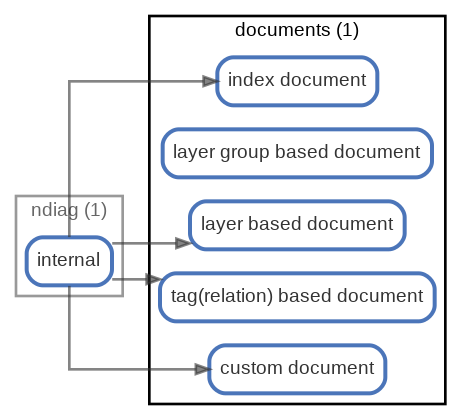 documents (1)
index document
layer group based document
ndiag (1)
layer based document
internal
tag(relation) based document
custom document